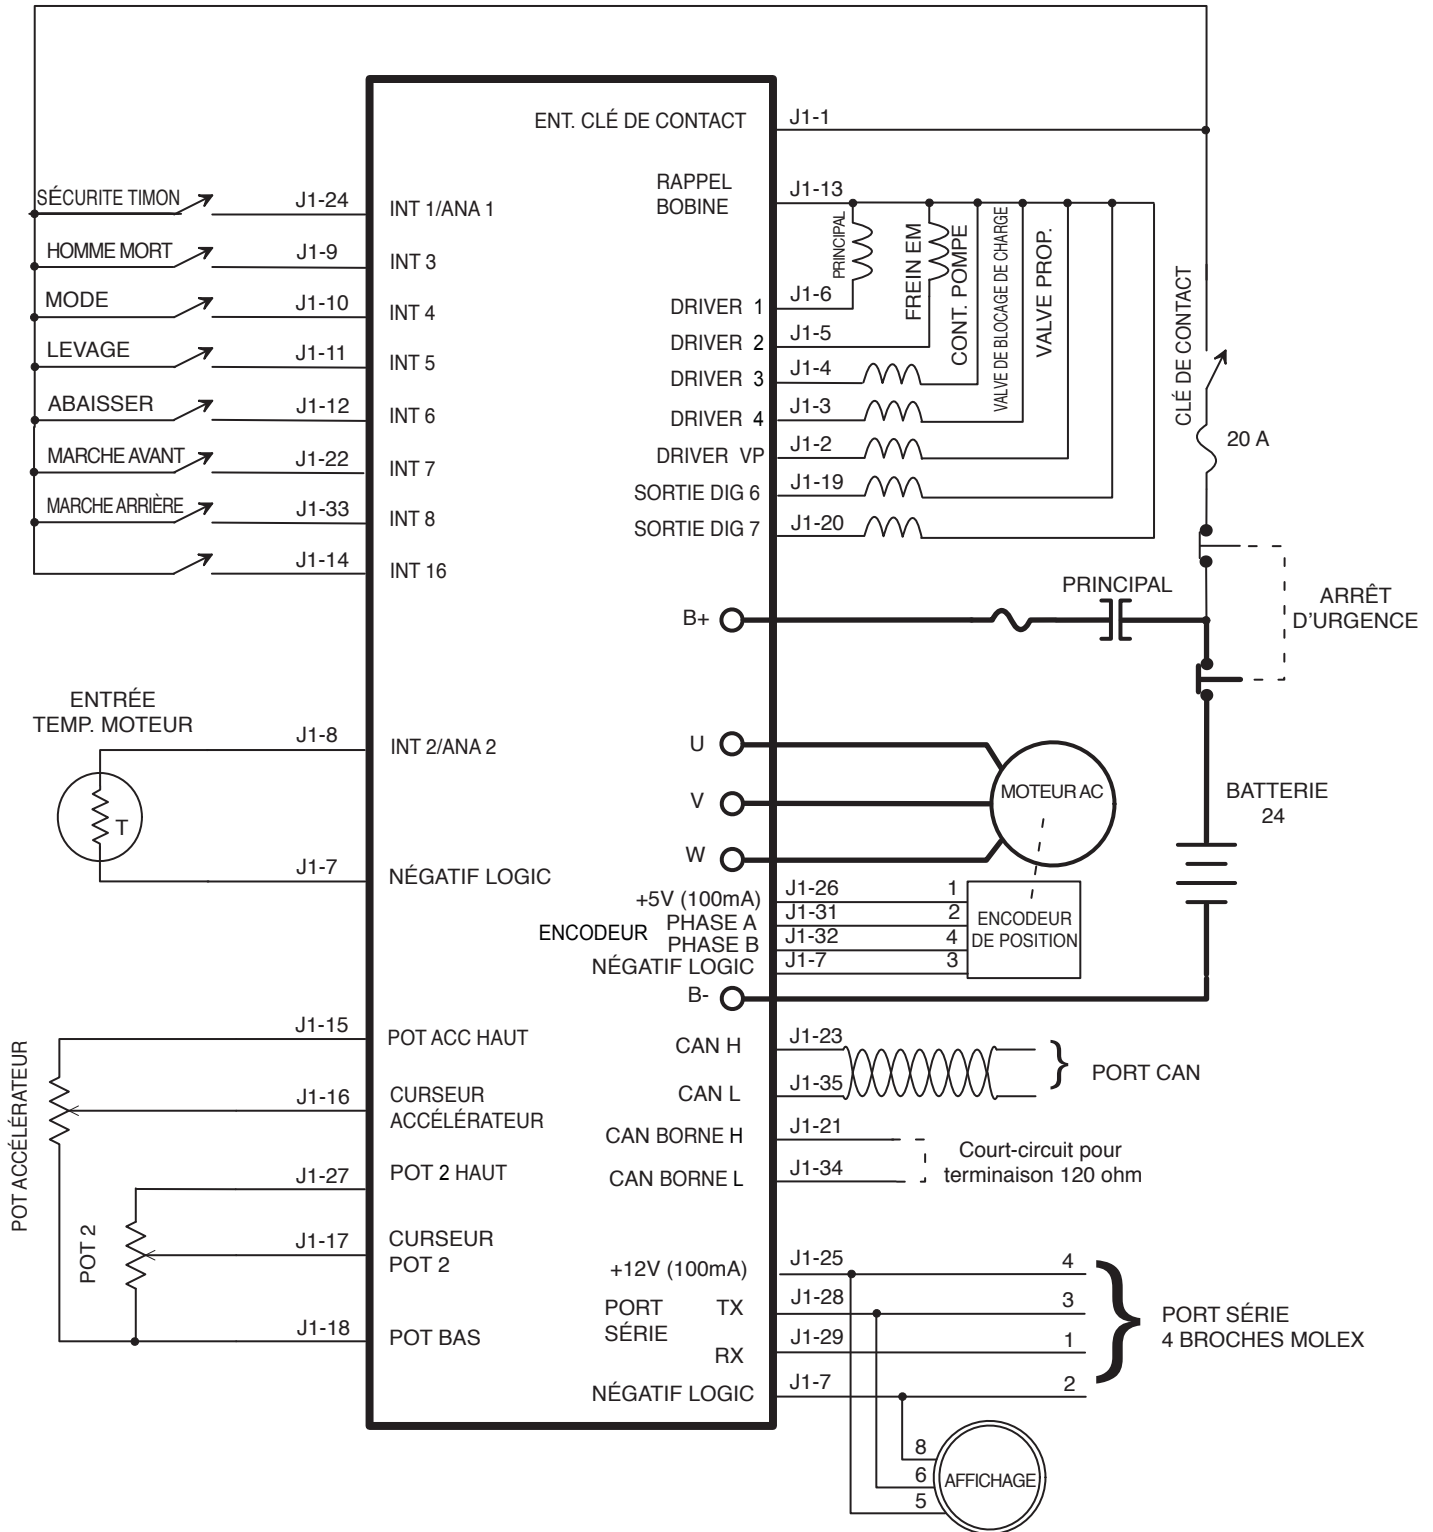 ENT. CLÉ DE CONTACT
J1-1
SÉCURITE TIMON
J1-24
INT 1/ANA 1
HOMME MORT
J1-9
INT 3
MODE
J1-10
INT 4
LEVAGE
J1-11
INT 5
ABAISSER
J1-12
INT 6
MARCHE AVANT
J1-22
INT 7
MARCHE ARRIÈRE
J1-33
INT 8
J1-14
INT 16
RAPPEL
BOBINE
J1-13
PRINCIPAL
FREIN EM
CONT. POMPE
VALVE DE BLOCAGE DE CHARGE
VALVE PROP.
DRIVER 1
J1-6
DRIVER 2
J1-5
DRIVER 3
J1-4
DRIVER 4
J1-3
DRIVER VP
J1-2
SORTIE DIG 6
J1-19
SORTIE DIG 7
J1-20
CLÉ DE CONTACT
20 A
B+
PRINCIPAL
ARRÊT
D'URGENCE
ENTRÉE
TEMP. MOTEUR
T
J1-8
INT 2/ANA 2
J1-7
NÉGATIF LOGIC
U
V
W
MOTEUR AC
BATTERIE
24
+5V (100mA)
J1-26
1
ENCODEUR
PHASE A
J1-31
2
PHASE B
J1-32
4
NÉGATIF LOGIC
J1-7
3
ENCODEUR
DE POSITION
B-
POT ACCÉLÉRATEUR
J1-15
POT ACC HAUT
J1-16
CURSEUR
ACCÉLÉRATEUR
POT 2
J1-27
POT 2 HAUT
J1-17
CURSEUR
POT 2
J1-18
POT BAS
CAN H
J1-23
CAN L
J1-35
PORT CAN
CAN BORNE H
J1-21
CAN BORNE L
J1-34
Court-circuit pour
terminaison 120 ohm
+12V (100mA)
J1-25
4
PORT
SÉRIE
TX
J1-28
3
RX
J1-29
1
NÉGATIF LOGIC
J1-7
2
PORT SÉRIE
4 BROCHES MOLEX
8
6
5
AFFICHAGE